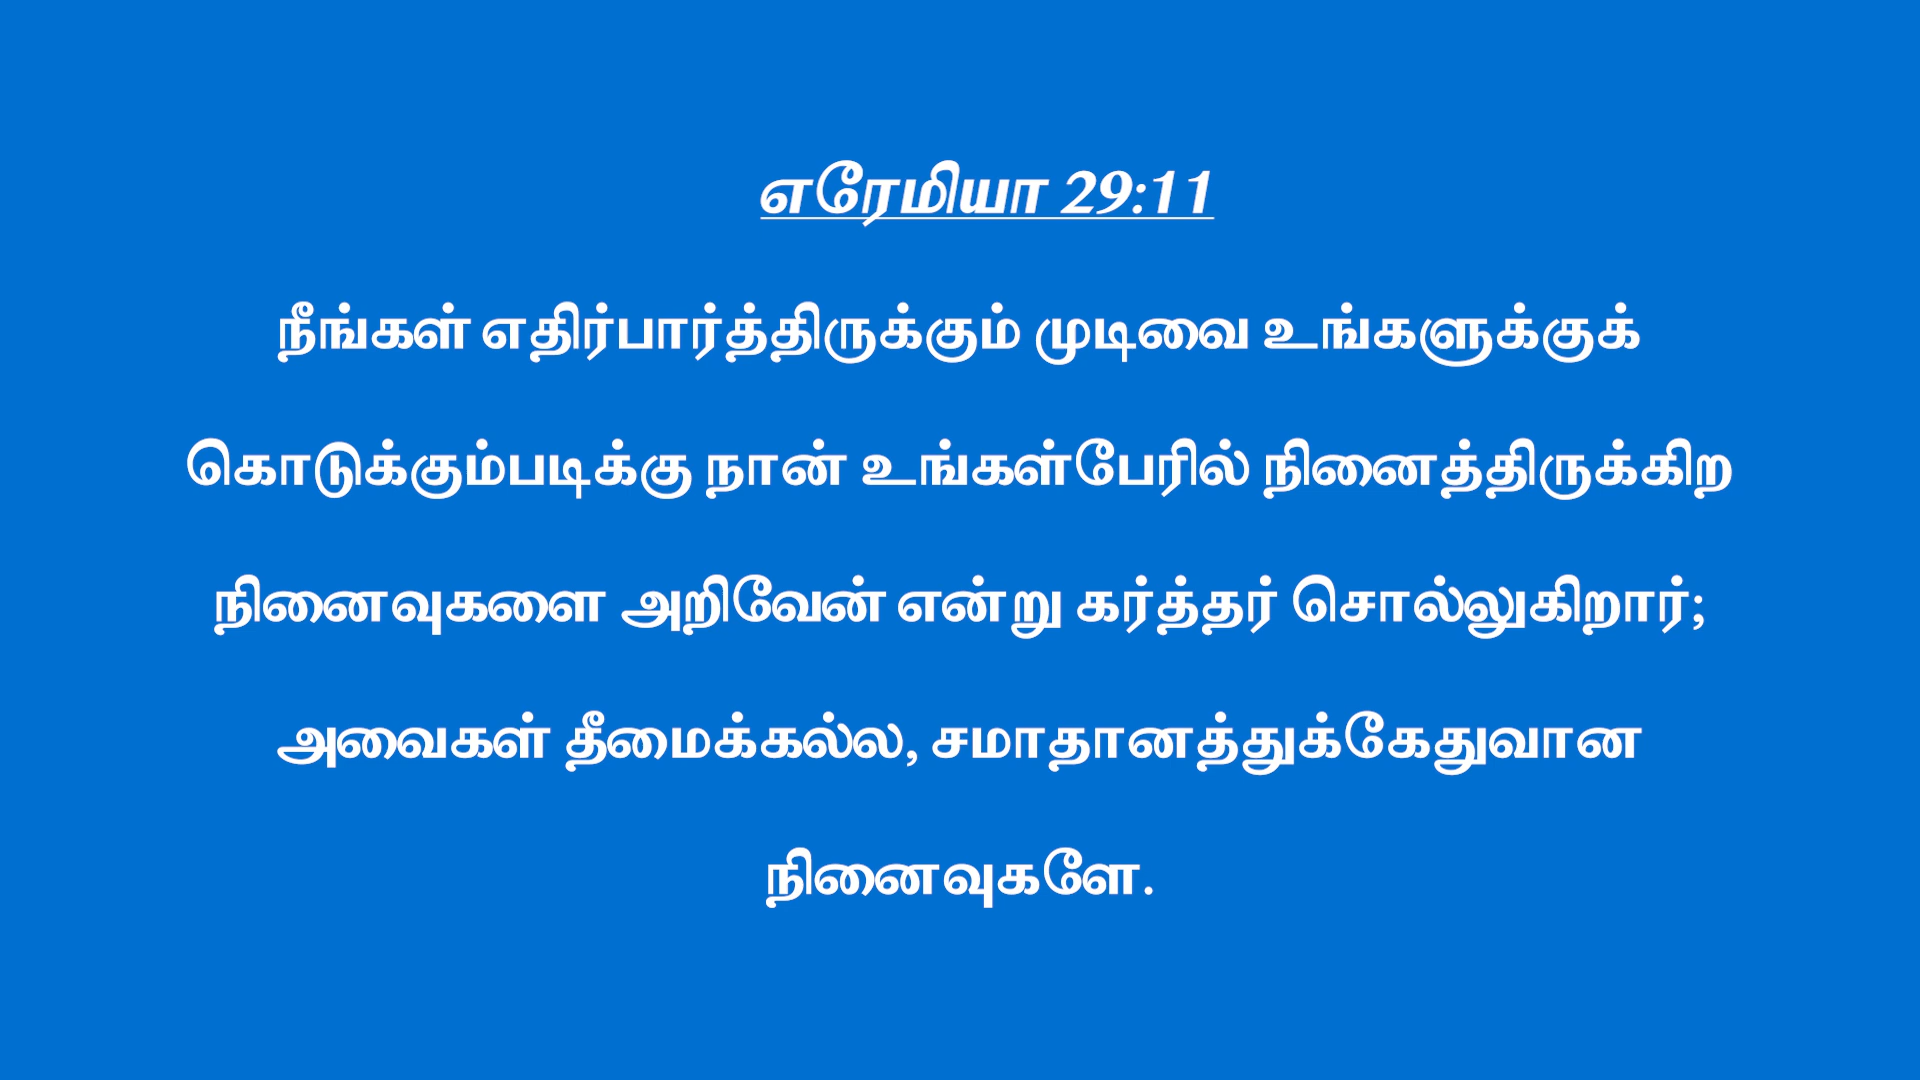 எரேமியா 29:11
நீங்கள் எதிர்பார்த்திருக்கும் முடிவை உங்களுக்குக்
கொடுக்கும்படிக்கு நான் உங்கள்பேரில் நினைத்திருக்கிற
நினைவுகளை அறிவேன் என்று கர்த்தர் சொல்லுகிறார்;
அவைகள் தீமைக்கல்ல, சமாதானத்துக்கேதுவான
நினைவுகளே.